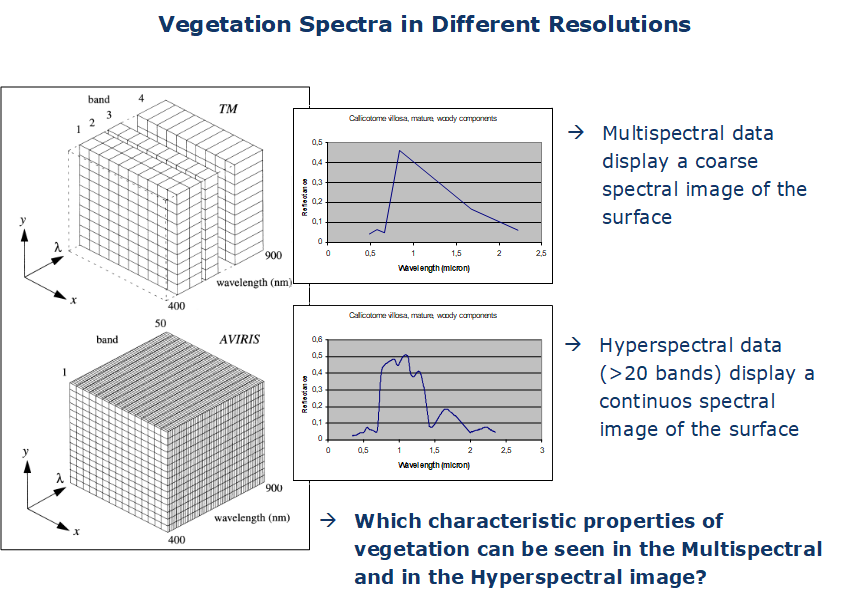 Vegetation Spectra in Different Resolutions
band
1
2
3
4
TM
y
λ
x
900
wavelength (nm)
400
Callicotome villosa, mature, woody components
Reflectance
0,5
0,4
0,3
0,2
0,1
0
0
0,5
1
1,5
2
2,5
Wavelength (micron)
→ Multispectral data
display a coarse
spectral image of the
surface
50
band
AVIRIS
1
y
λ
x
900
wavelength (nm)
400
Callicotome villosa, mature, woody components
Reflectance
0,6
0,5
0,4
0,3
0,2
0,1
0
0
0,5
1
1,5
2
2,5
3
Wavelength (micron)
→ Hyperspectral data
(>20 bands) display a
continuos spectral
image of the surface
→ Which characteristic properties of
vegetation can be seen in the Multispectral
and in the Hyperspectral image?